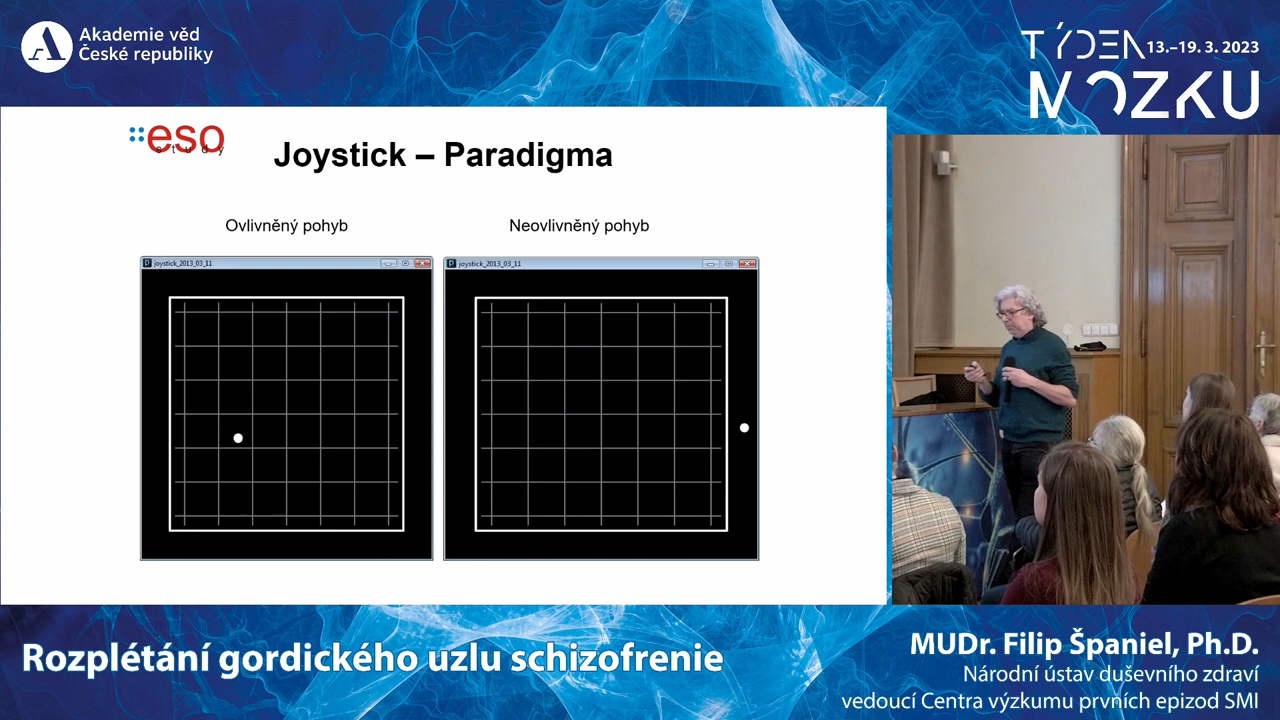 Akademie věd
České republiky
TÝDEN 13.–19. 3. 2023
MOZKU
eso
study
Joystick – Paradigma
Ovlivněný pohyb
Neovlivněný pohyb
joystick_2013_03_11
joystick_2013_03_11
Rozplétání gordického uzlu schizofrenie
MUDr. Filip Španiel, Ph.D.
Národní ústav duševního zdraví
vedoucí Centra výzkumu prvních epizod SMI